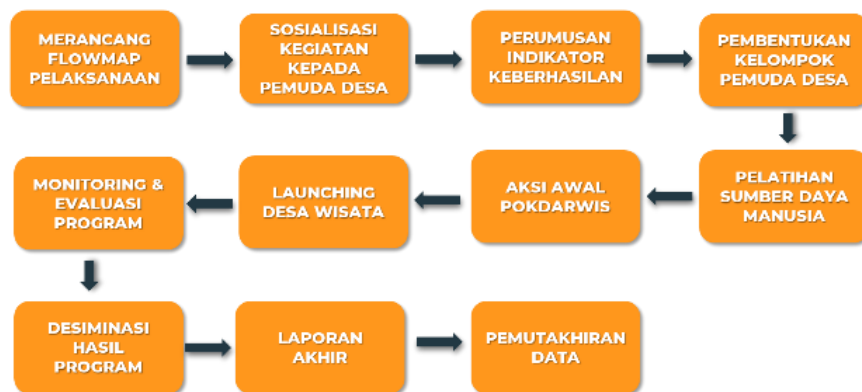 MERANCANG
FLOWMAP
PELAKSANAAN
SOSIALISASI
KEGIATAN
KEPADA
PEMUDA DESA
PERUMUSAN
INDIKATOR
KEBERHASILAN
PEMBENTUKAN
KELOMPOK
PEMUDA DESA
PELATIHAN
SUMBER DAYA
MANUSIA
AKSI AWAL
POKDARWIS
LAUNCHING
DESA WISATA
MONITORING &
EVALUASI
PROGRAM
DESIMINASI
HASIL
PROGRAM
LAPORAN
AKHIR
PEMUTAKHIRAN
DATA